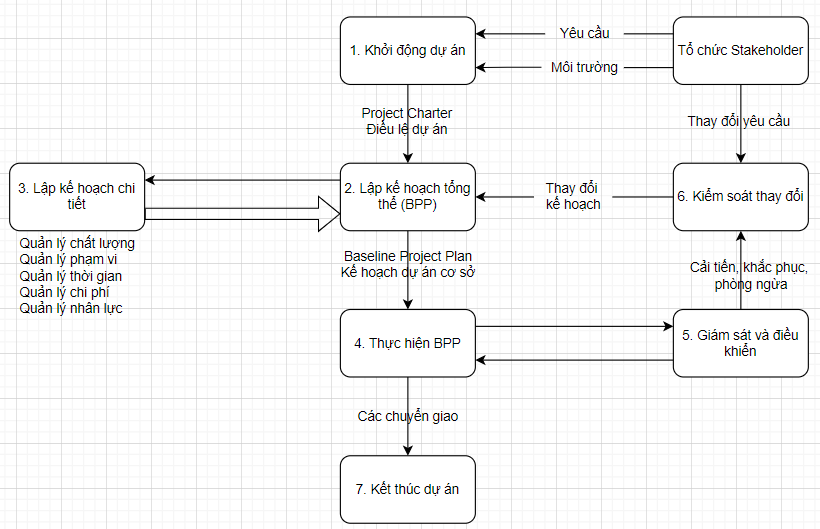 1. Khởi động dự án
Yêu cầu
Môi trường
Tổ chức Stakeholder
Project Charter
Điều lệ dự án
Thay đổi yêu cầu
3. Lập kế hoạch chi
tiết
2. Lập kế hoạch tổng
thể (BPP)
Thay đổi
kế hoạch
6. Kiểm soát thay đổi
Quản lý chất lượng
Quản lý phạm vi
Quản lý thời gian
Quản lý chi phí
Quản lý nhân lực
Baseline Project Plan
Kế hoạch dự án cơ sở
Cải tiến, khắc phục,
phòng ngừa
4. Thực hiện BPP
5. Giám sát và điều
khiển
Các chuyển giao
7. Kết thúc dự án